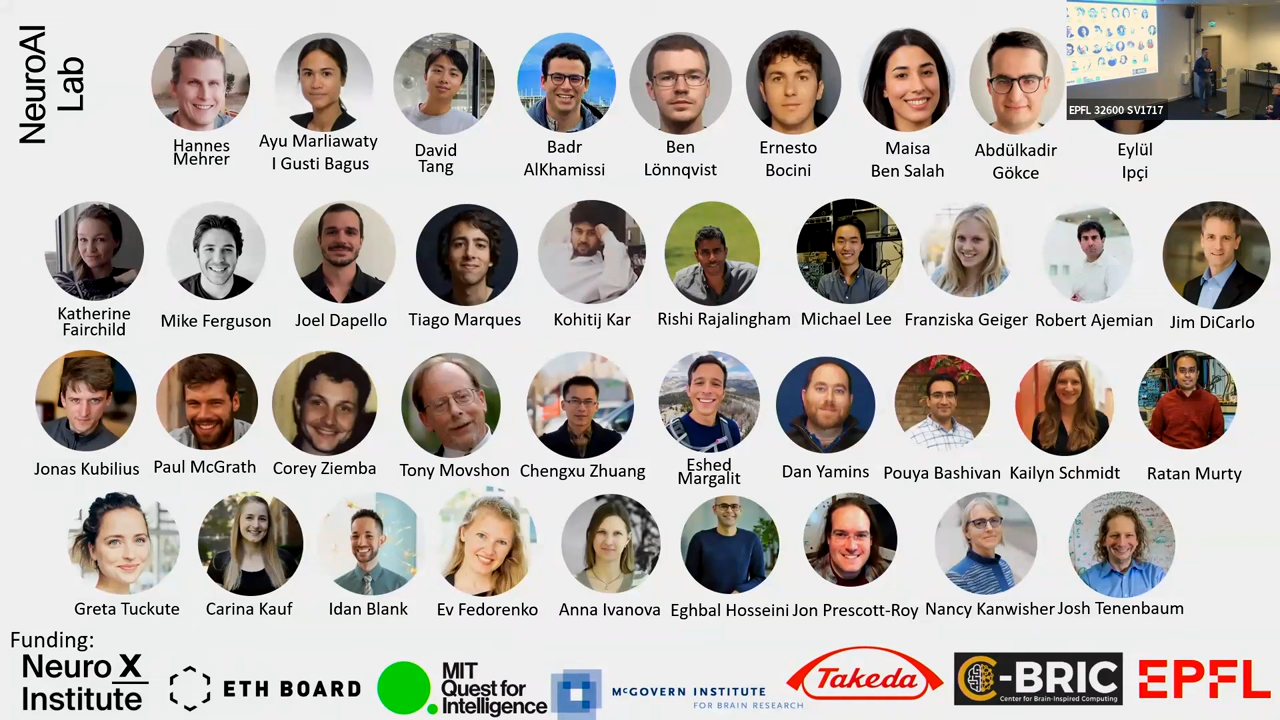 NeuroAI
Lab
Hannes
Mehrer
Ayu Marliawaty
I Gusti Bagus
David
Tang
Badr
AlKhamissi
Ben
Lönnqvist
Ernesto
Bocini
Maisa
Ben Salah
Abdülkadir
Gökce
Eylül
Ipçi
EPFL 32600 SV1717
Katherine
Fairchild
Mike Ferguson
Joel Dapello
Tiago Marques
Kohitij Kar
Rishi Rajalingham
Michael Lee
Franziska Geiger
Robert Ajemian
Jim DiCarlo
Jonas Kubilius
Paul McGrath
Corey Ziemba
Tony Movshon
Chengxu Zhuang
Eshed
Margalit
Dan Yamins
Pouya Bashivan
Kailyn Schmidt
Ratan Murty
Greta Tuckute
Carina Kauf
Idan Blank
Ev Fedorenko
Anna Ivanova
Eghbal Hosseini
Jon Prescott-Roy
Nancy Kanwisher
Josh Tenenbaum
Funding:
Neuro X
Institute
ETH BOARD
MIT
Quest for
Intelligence
McGOVERN INSTITUTE
FOR BRAIN RESEARCH
Takeda
C-BRIC
Center for Brain-Inspired Computing
EPFL